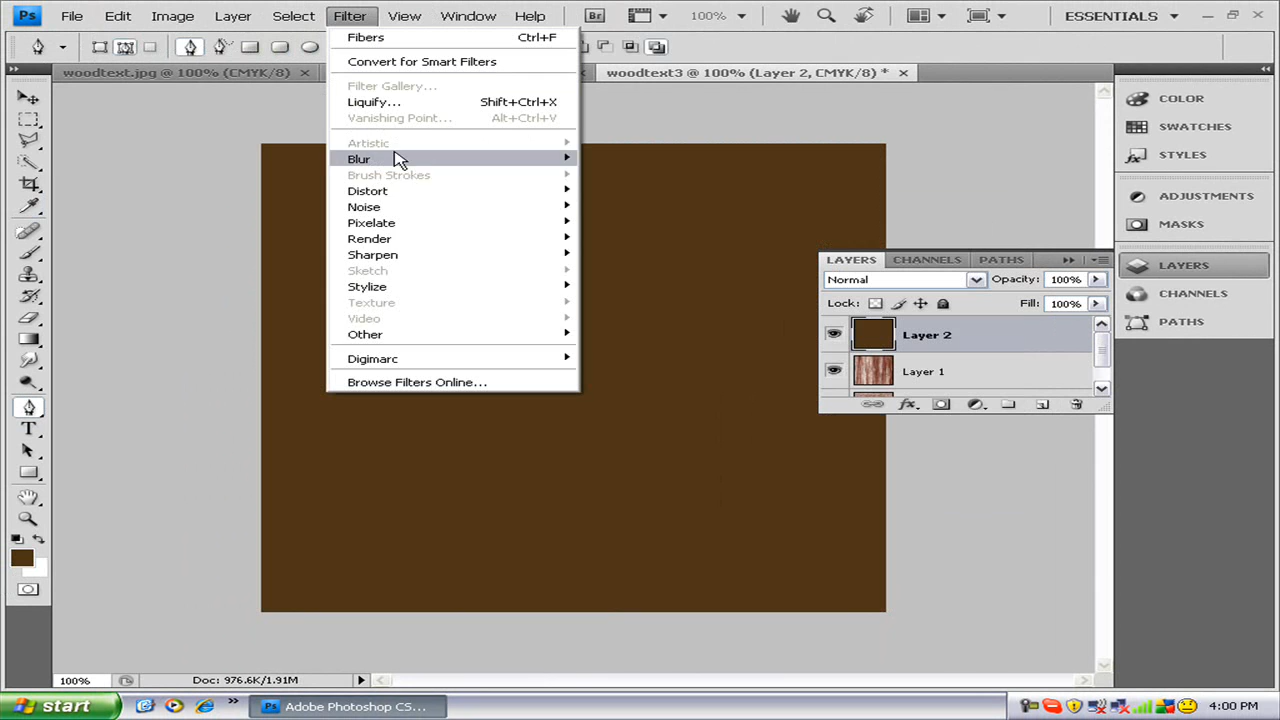 Ps File Edit Image Layer Select Filter View Window Help Br 100% ESSENTIALS
woodtext.jpg @ 100% (CMYK/8) woodtext3 @ 100% (Layer 2, CMYK/8) *
Fibers Ctrl+F
Convert for Smart Filters
Filter Gallery...
Liquify... Shift+Ctrl+X
Vanishing Point... Alt+Ctrl+V
Artistic
Blur
Brush Strokes
Distort
Noise
Pixelate
Render
Sharpen
Sketch
Stylize
Texture
Video
Other
Digimarc
Browse Filters Online...
COLOR
SWATCHES
STYLES
ADJUSTMENTS
MASKS
LAYERS
CHANNELS
PATHS
LAYERS CHANNELS PATHS
Normal Opacity: 100%
Lock: Fill: 100%
Layer 2
Layer 1
fx
T
100% Doc: 976.6K/1.91M
start Ps Adobe Photoshop CS... 4:00 PM